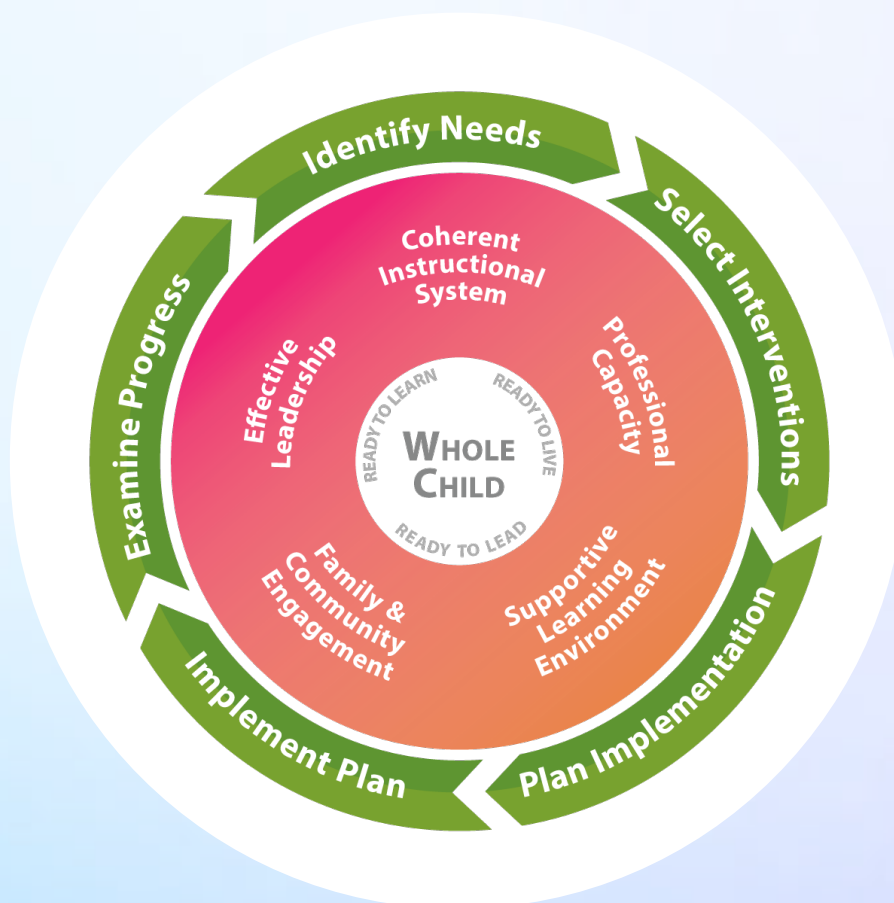 Identify Needs
Select Interventions
Plan Implementation
Implement Plan
Examine Progress
Coherent
Instructional
System
Professional
Capacity
Supportive
Learning
Environment
Family &
Community
Engagement
Effective
Leadership
READY TO LEARN
READY TO LIVE
READY TO LEAD
WHOLE
CHILD